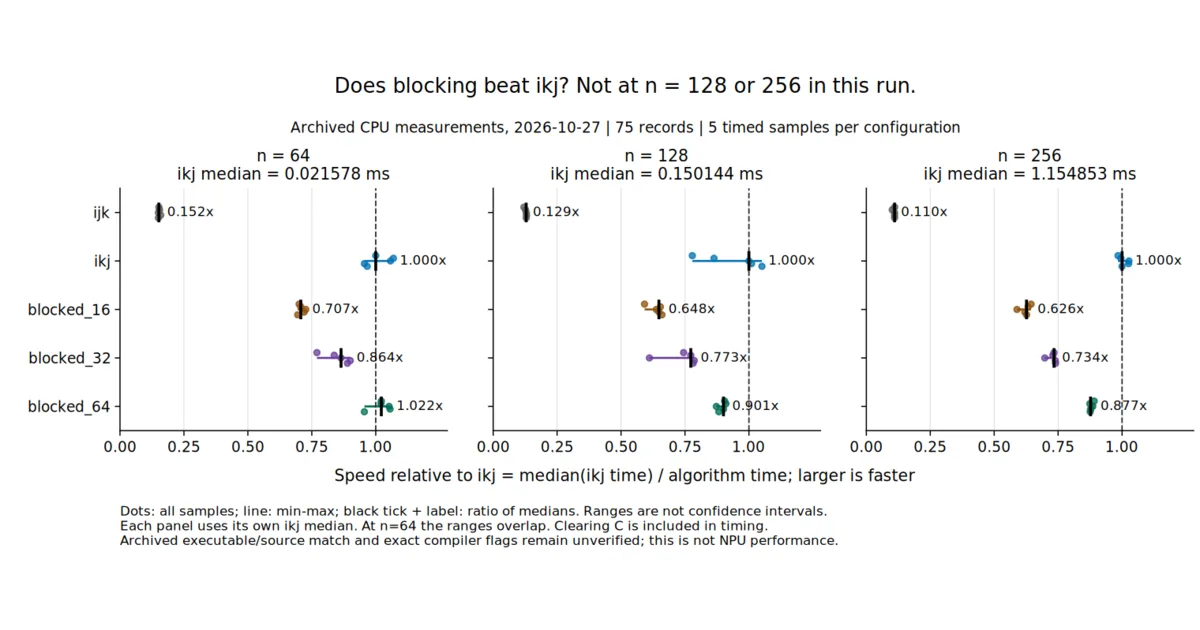 Does blocking beat ikj? Not at n = 128 or 256 in this run.
Archived CPU measurements, 2026-10-27 | 75 records | 5 timed samples per configuration
n = 64
ikj median = 0.021578 ms
n = 128
ikj median = 0.150144 ms
n = 256
ikj median = 1.154853 ms
ijk
0.152x
0.129x
0.110x
ikj
1.000x
1.000x
1.000x
blocked_16
0.707x
0.648x
0.626x
blocked_32
0.864x
0.773x
0.734x
blocked_64
1.022x
0.901x
0.877x
0.00 0.25 0.50 0.75 1.00
0.00 0.25 0.50 0.75 1.00
0.00 0.25 0.50 0.75 1.00
Speed relative to ikj = median(ikj time) / algorithm time; larger is faster
Dots: all samples; line: min-max; black tick + label: ratio of medians. Ranges are not confidence intervals.
Each panel uses its own ikj median. At n=64 the ranges overlap. Clearing C is included in timing.
Archived executable/source match and exact compiler flags remain unverified; this is not NPU performance.